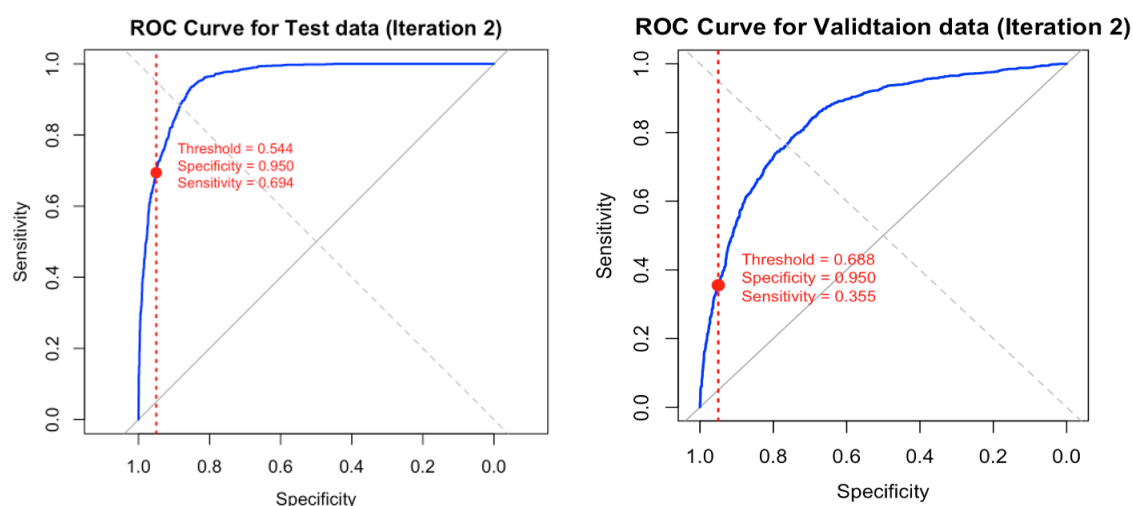 ROC Curve for Test data (Iteration 2)
1.0
0.8
0.6
0.4
0.2
0.0
Sensitivity
Threshold = 0.544
Specificity = 0.950
Sensitivity = 0.694
1.0 0.8 0.6 0.4 0.2 0.0
Specificity
ROC Curve for Validtaion data (Iteration 2)
1.0
0.8
0.6
0.4
0.2
0.0
Sensitivity
Threshold = 0.688
Specificity = 0.950
Sensitivity = 0.355
1.0 0.8 0.6 0.4 0.2 0.0
Specificity